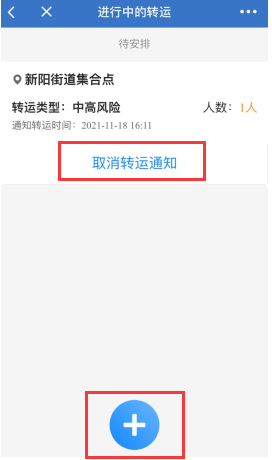 进行中的转运
待安排
新阳街道集合点
转运类型：中高风险 人数：1人
通知转运时间：2021-11-18 16:11
取消转运通知